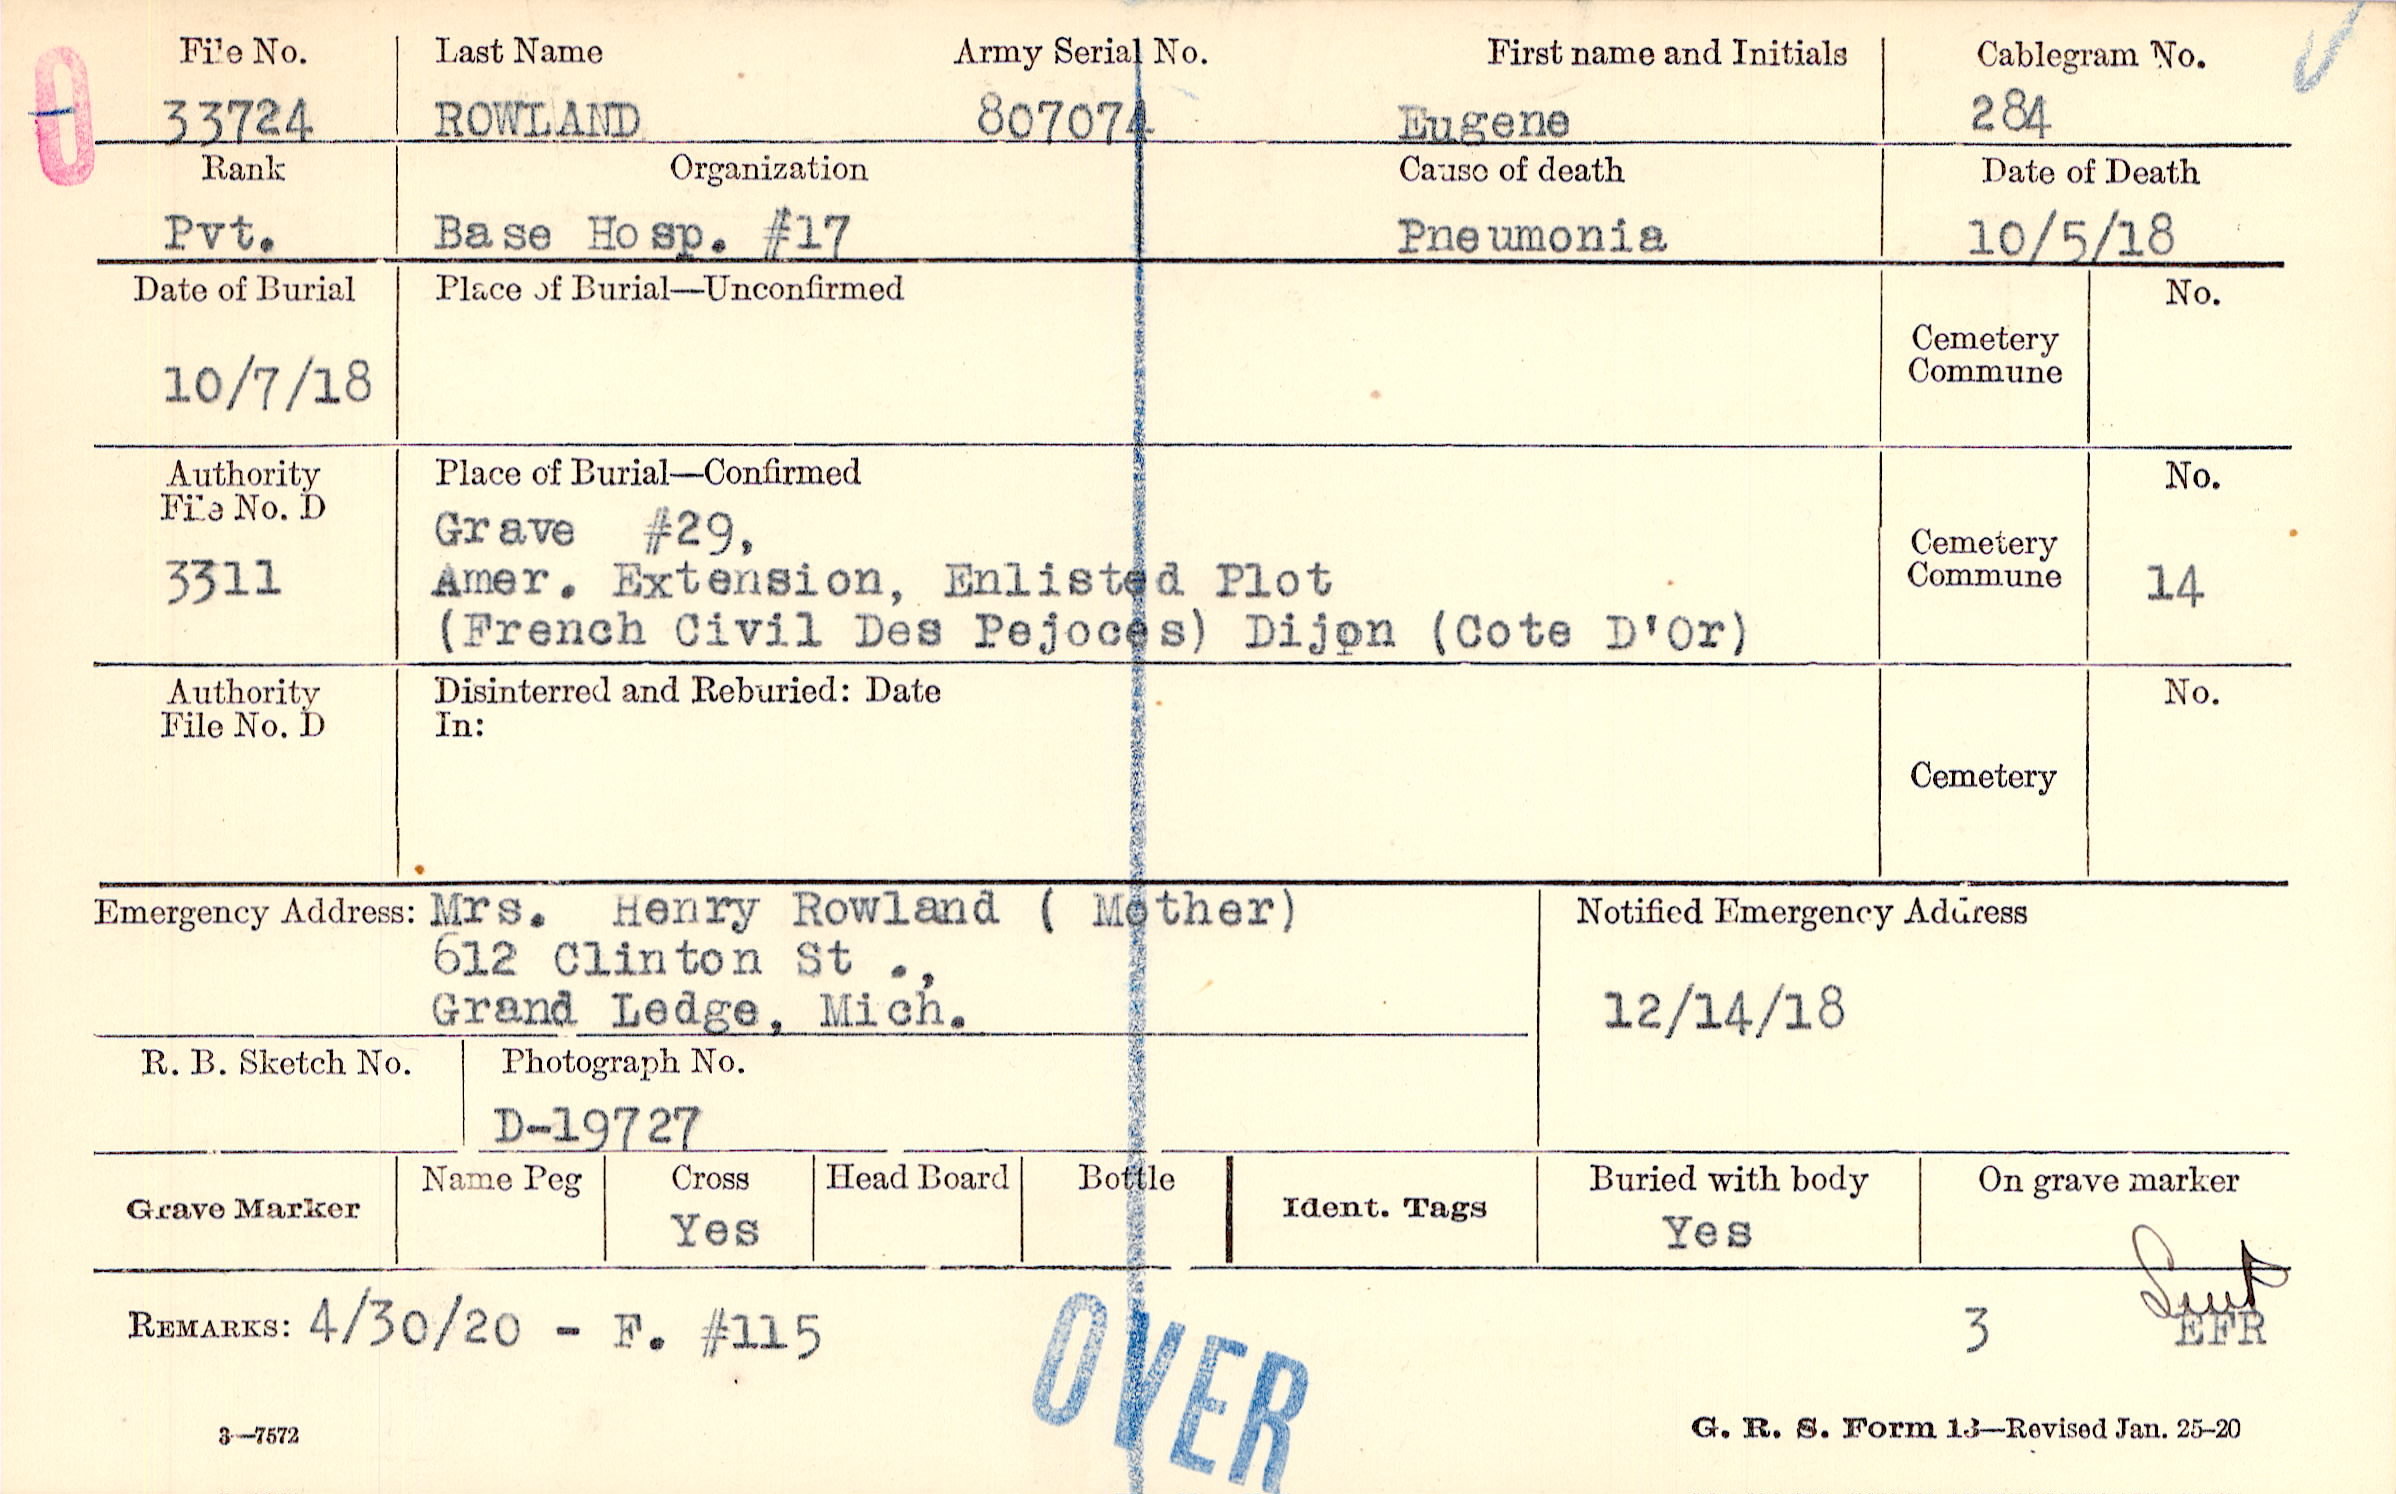 File No. Last Name Army Serial No. First name and Initials Cablegram No.
33724 ROWLAND 807074 Eugene 284
Rank Organization Cause of death Date of Death
Pvt. Base Hosp. #17 Pneumonia 10/5/18
Date of Burial Place of Burial—Unconfirmed No.
Cemetery
Commune
10/7/18
Authority Place of Burial—Confirmed No.
File No. D
Grave #29,
Cemetery
3311 Amer. Extension, Enlisted Plot Commune 14
(French Civil Des Pejoces) Dijon (Cote D'Or)
Authority Disinterred and Reburied: Date No.
File No. D In:
Cemetery
Emergency Address: Mrs. Henry Rowland ( Mother) Notified Emergency Address
612 Clinton St .,
Grand Ledge, Mich. 12/14/18
R. B. Sketch No. Photograph No.
D-19727
Grave Marker Name Peg Cross Head Board Bottle Ident. Tags Buried with body On grave marker
Yes Yes
REMARKS: 4/30/20 - F. #115 3 EFR
OVER
3—7572 G. R. S. Form 13—Revised Jan. 25-20